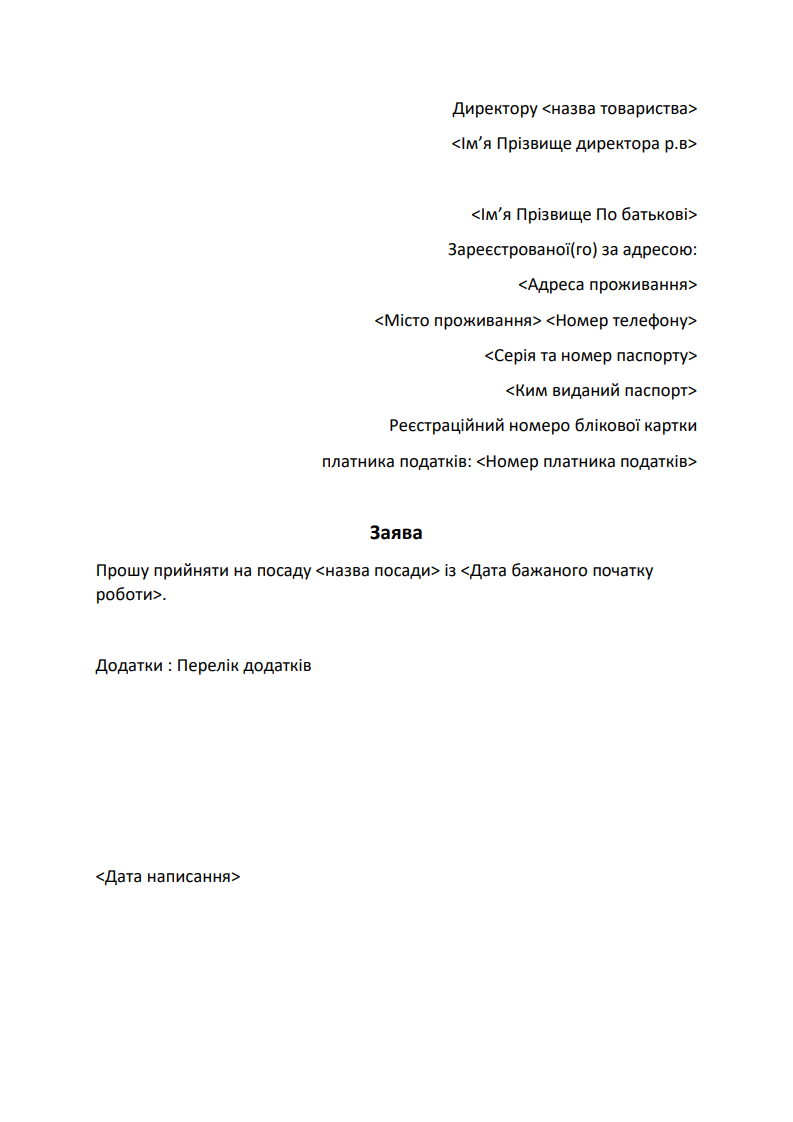 Директору <назва товариства>
<Ім’я Прізвище директора р.в>
<Ім’я Прізвище По батькові>
Зареєстрованої(го) за адресою:
<Адреса проживання>
<Місто проживання> <Номер телефону>
<Серія та номер паспорту>
<Ким виданий паспорт>
Реєстраційний номеро блікової картки
платника податків: <Номер платника податків>
Заява
Прошу прийняти на посаду <назва посади> із <Дата бажаного початку
роботи>.
Додатки : Перелік додатків
<Дата написання>